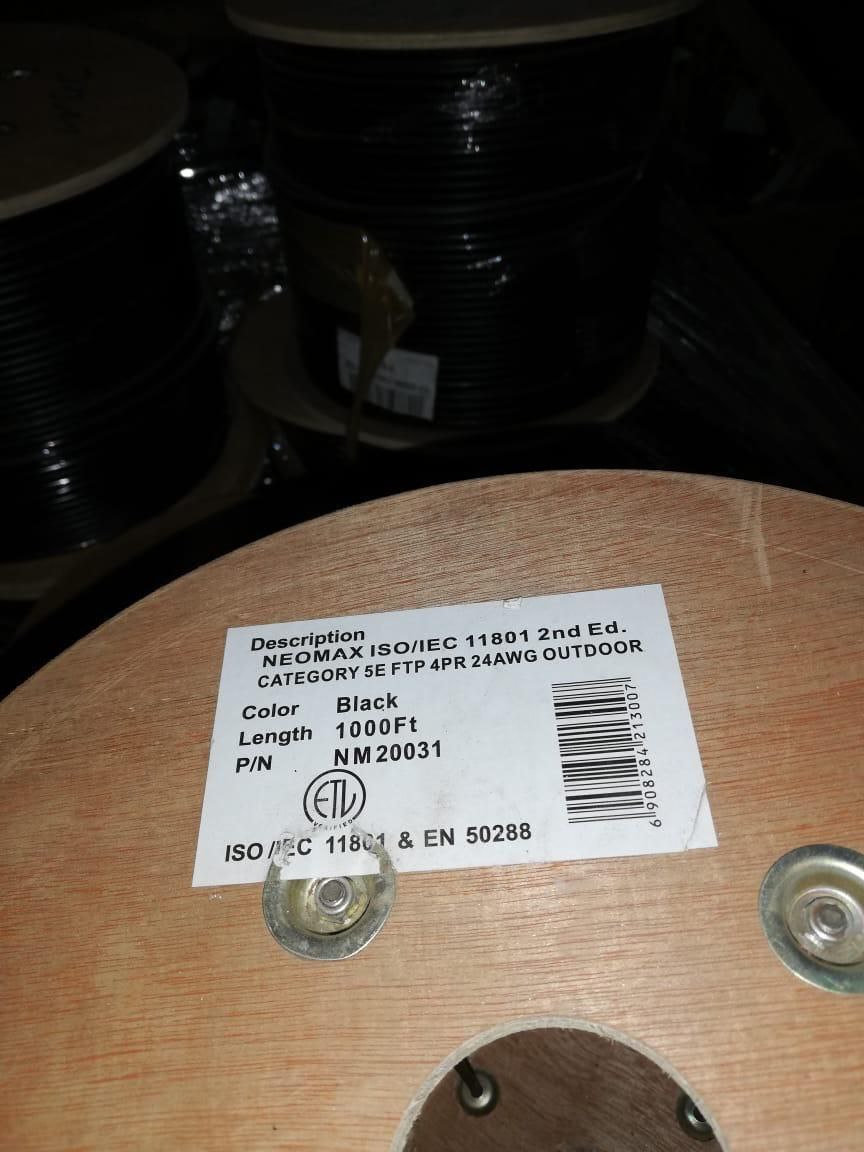 Description
NEOMAX ISO/IEC 11801 2nd Ed.
CATEGORY 5E FTP 4PR 24AWG OUTDOOR
Color Black
Length 1000Ft
P/N NM20031
ETL
VERIFIED
ISO/IEC 11801 & EN 50288
6908284213007